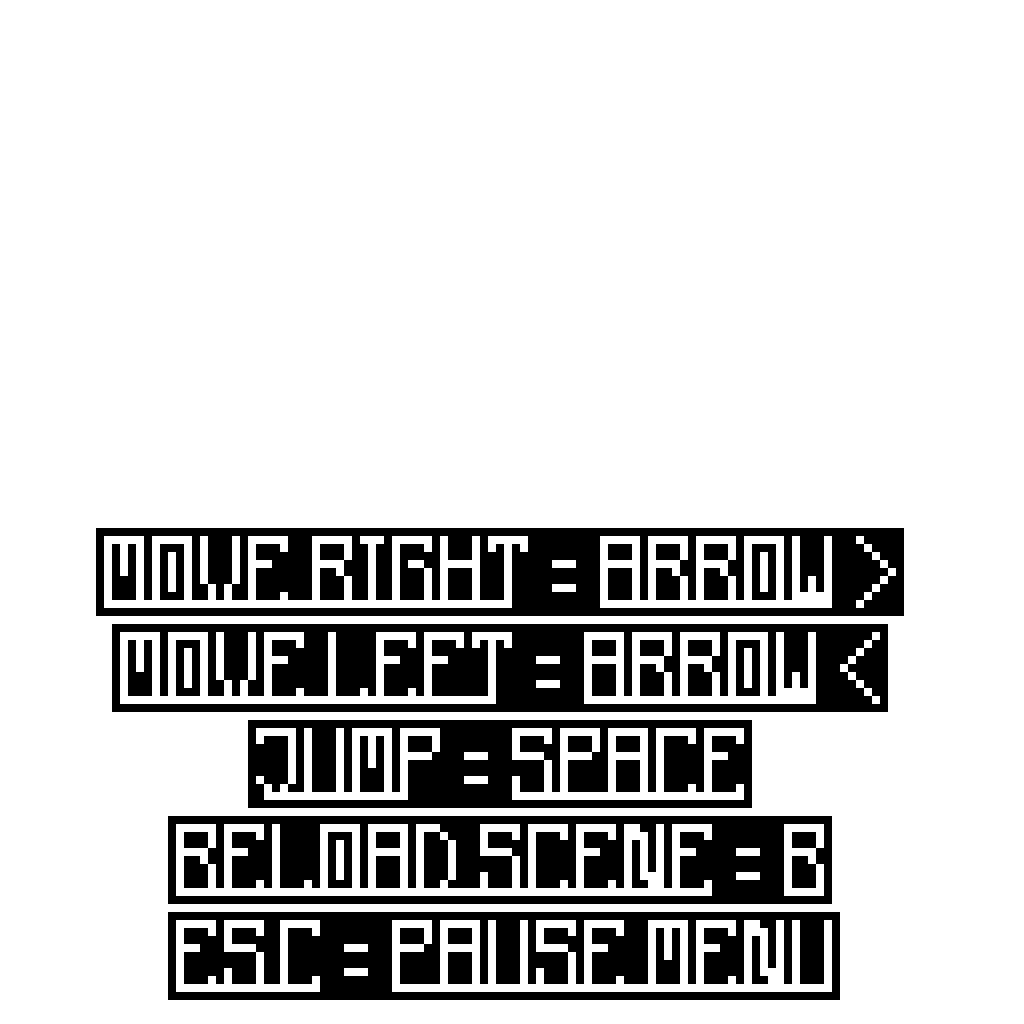 MOVE RIGHT = ARROW >
MOVE LEFT = ARROW <
JUMP = SPACE
RELOAD SCENE = R
ESC = PAUSE MENU